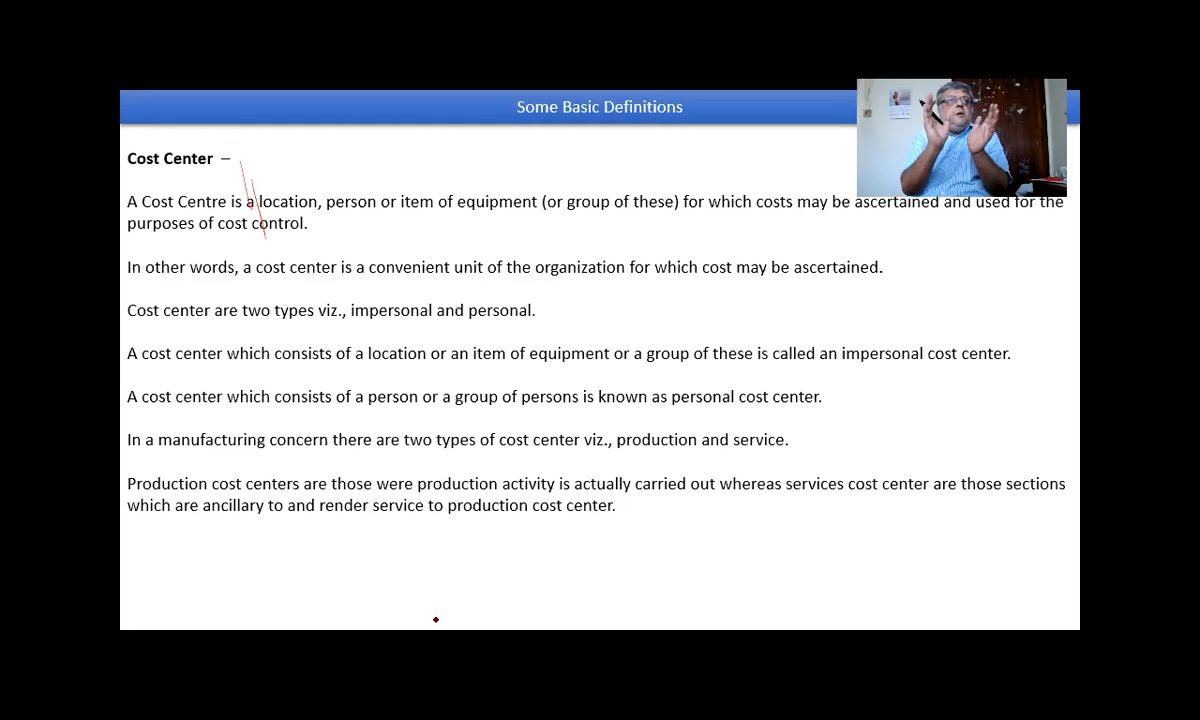 Some Basic Definitions
Cost Center –
A Cost Centre is a location, person or item of equipment (or group of these) for which costs may be ascertained and used for the
purposes of cost control.
In other words, a cost center is a convenient unit of the organization for which cost may be ascertained.
Cost center are two types viz., impersonal and personal.
A cost center which consists of a location or an item of equipment or a group of these is called an impersonal cost center.
A cost center which consists of a person or a group of persons is known as personal cost center.
In a manufacturing concern there are two types of cost center viz., production and service.
Production cost centers are those were production activity is actually carried out whereas services cost center are those sections
which are ancillary to and render service to production cost center.